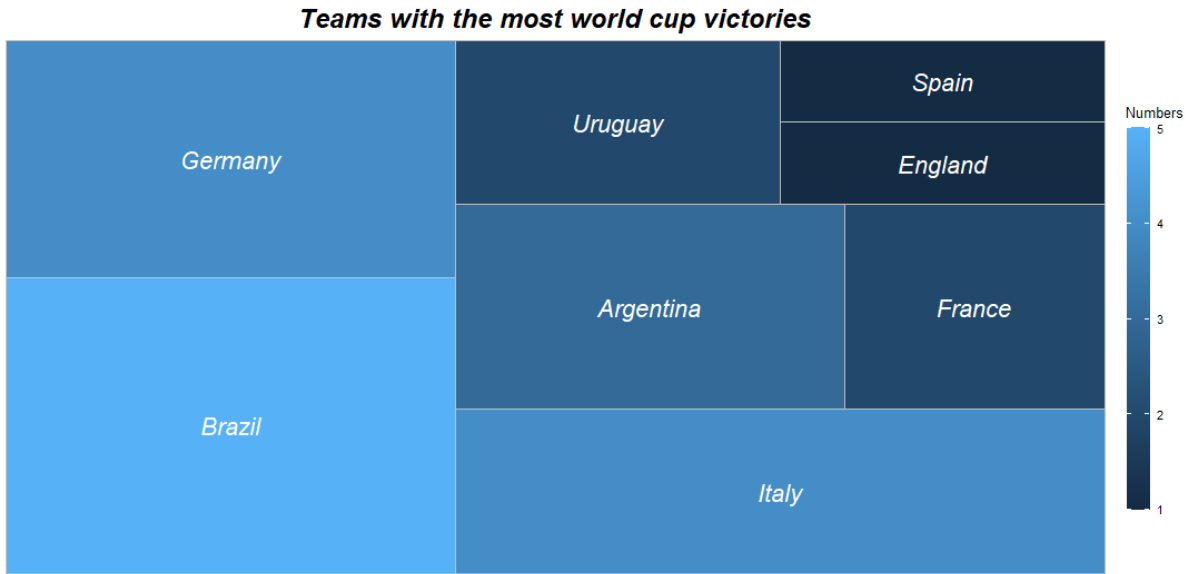 Teams with the most world cup victories
Germany
Brazil
Uruguay
Spain
England
Argentina
France
Italy
Numbers
5
4
3
2
1